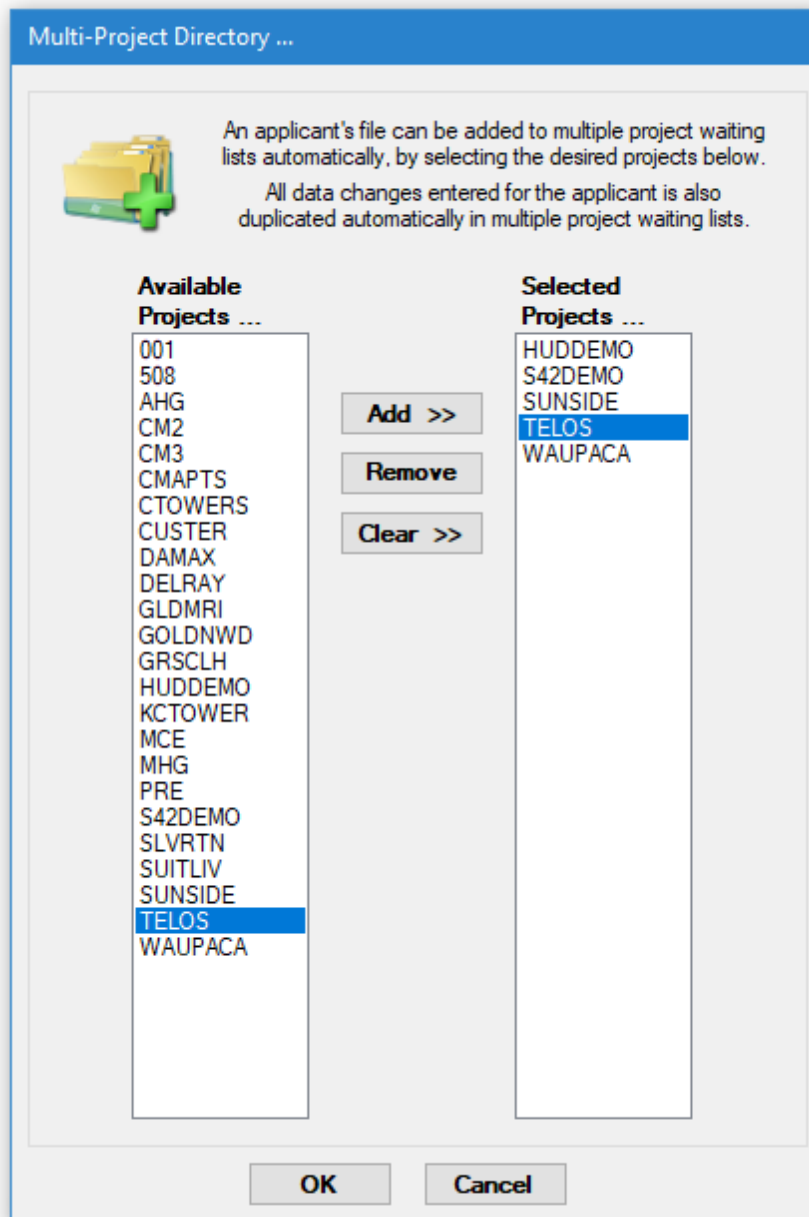 Multi-Project Directory ...
An applicant's file can be added to multiple project waiting
lists automatically, by selecting the desired projects below.
All data changes entered for the applicant is also
duplicated automatically in multiple project waiting lists.
Available
Projects ...
001
508
AHG
CM2
CM3
CMAPTS
CTOWERS
CUSTER
DAMAX
DELRAY
GLDMRI
GOLDNWD
GRSCLH
HUDDEMO
KCTOWER
MCE
MHG
PRE
S42DEMO
SLVRTN
SUITLIV
SUNSIDE
TELOS
WAUPACA
Add >>
Remove
Clear >>
Selected
Projects ...
HUDDEMO
S42DEMO
SUNSIDE
TELOS
WAUPACA
OK
Cancel